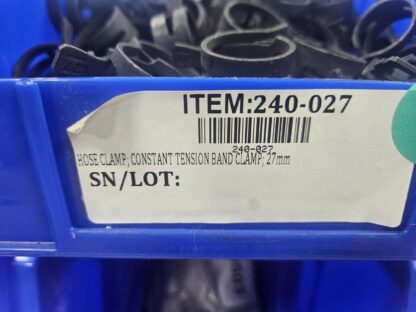 ITEM:240-027
240-027
HOSE CLAMP; CONSTANT TENSION BAND CLAMP; 27mm
SN/LOT: